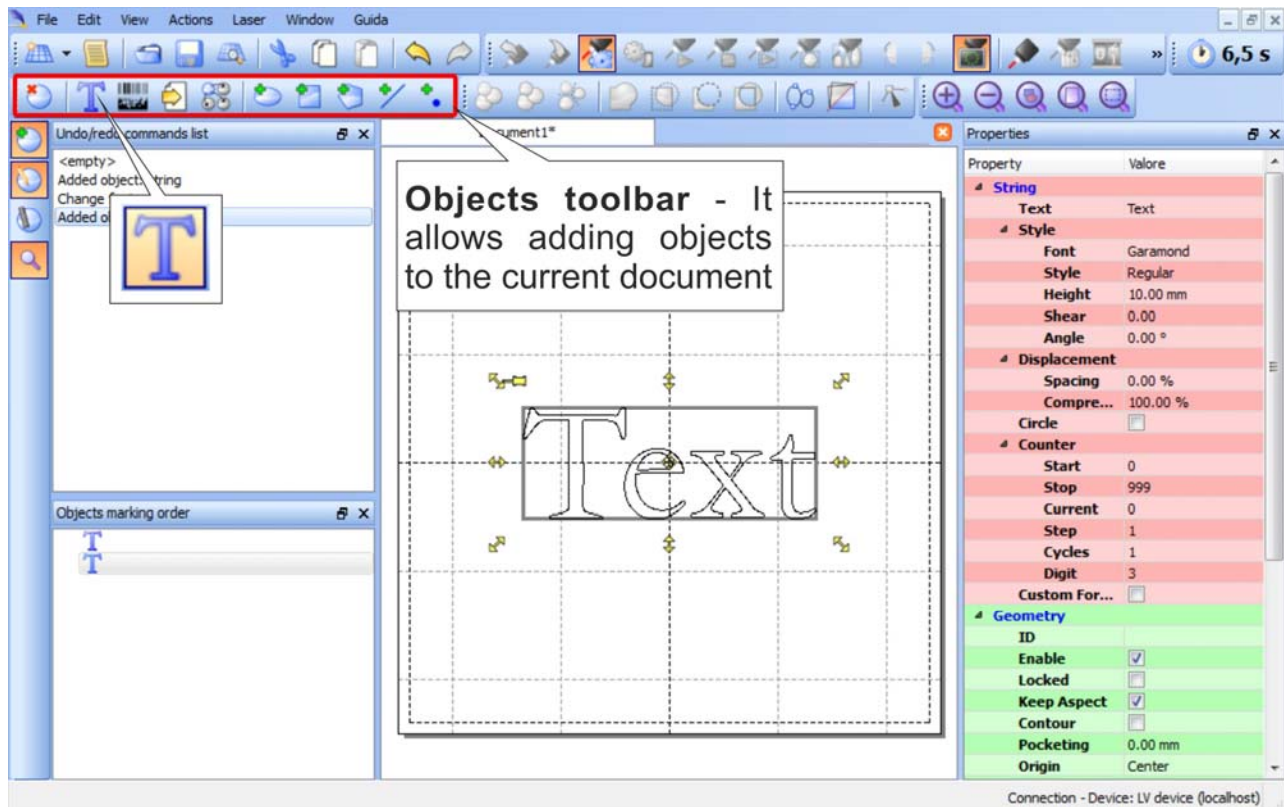 File Edit View Actions Laser Window Guida
» 6,5 s
Undo/redo commands list
<empty>
Added object: string
Change
Added
Document1*
Objects toolbar - It
allows adding objects
to the current document
Text
Objects marking order
Properties
Property Valore
String
Text Text
Style
Font Garamond
Style Regular
Height 10.00 mm
Shear 0.00
Angle 0.00 °
Displacement
Spacing 0.00 %
Compre... 100.00 %
Circle
Counter
Start 0
Stop 999
Current 0
Step 1
Cycles 1
Digit 3
Custom For...
Geometry
ID
Enable
Locked
Keep Aspect
Contour
Pocketing 0.00 mm
Origin Center
Connection - Device: LV device (localhost)